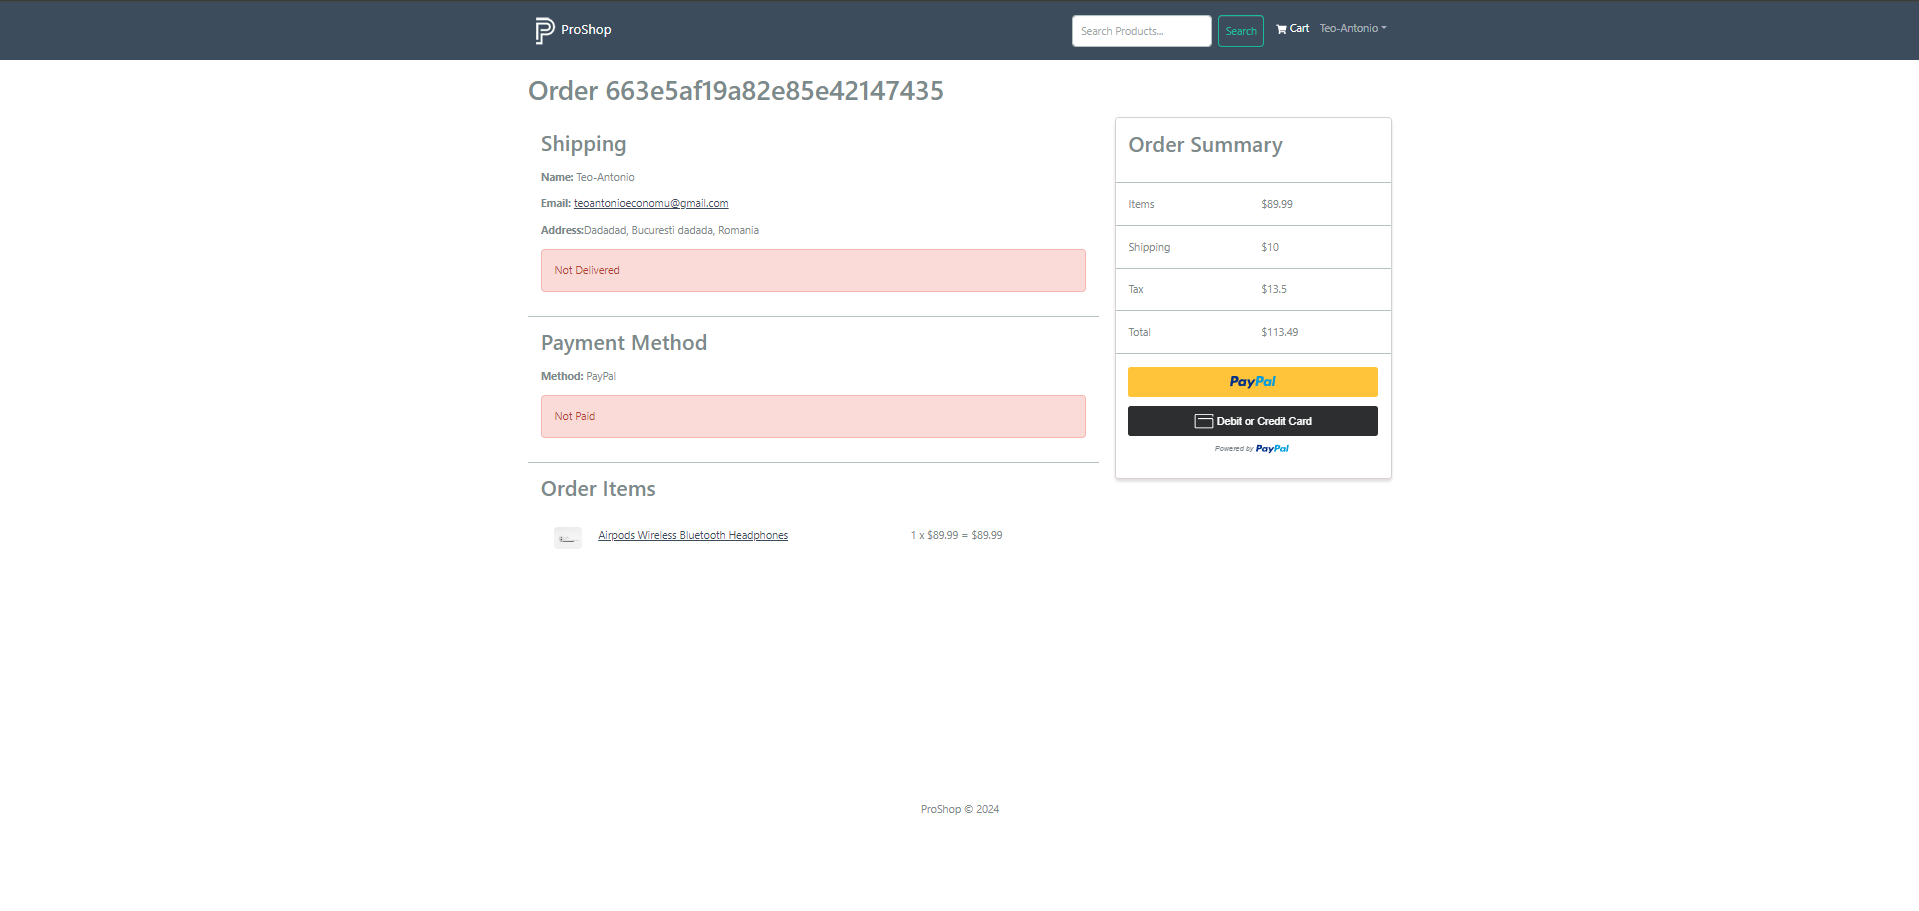 ProShop
Search Products...
Search
Cart
Teo-Antonio
Order 663e5af19a82e85e42147435
Shipping
Name: Teo-Antonio
Email: teoantonioeconomu@gmail.com
Address:Dadadad, Bucuresti dadada, Romania
Not Delivered
Payment Method
Method: PayPal
Not Paid
Order Items
Airpods Wireless Bluetooth Headphones
1 x $89.99 = $89.99
Order Summary
Items $89.99
Shipping $10
Tax $13.5
Total $113.49
PayPal
Debit or Credit Card
Powered by PayPal
ProShop © 2024